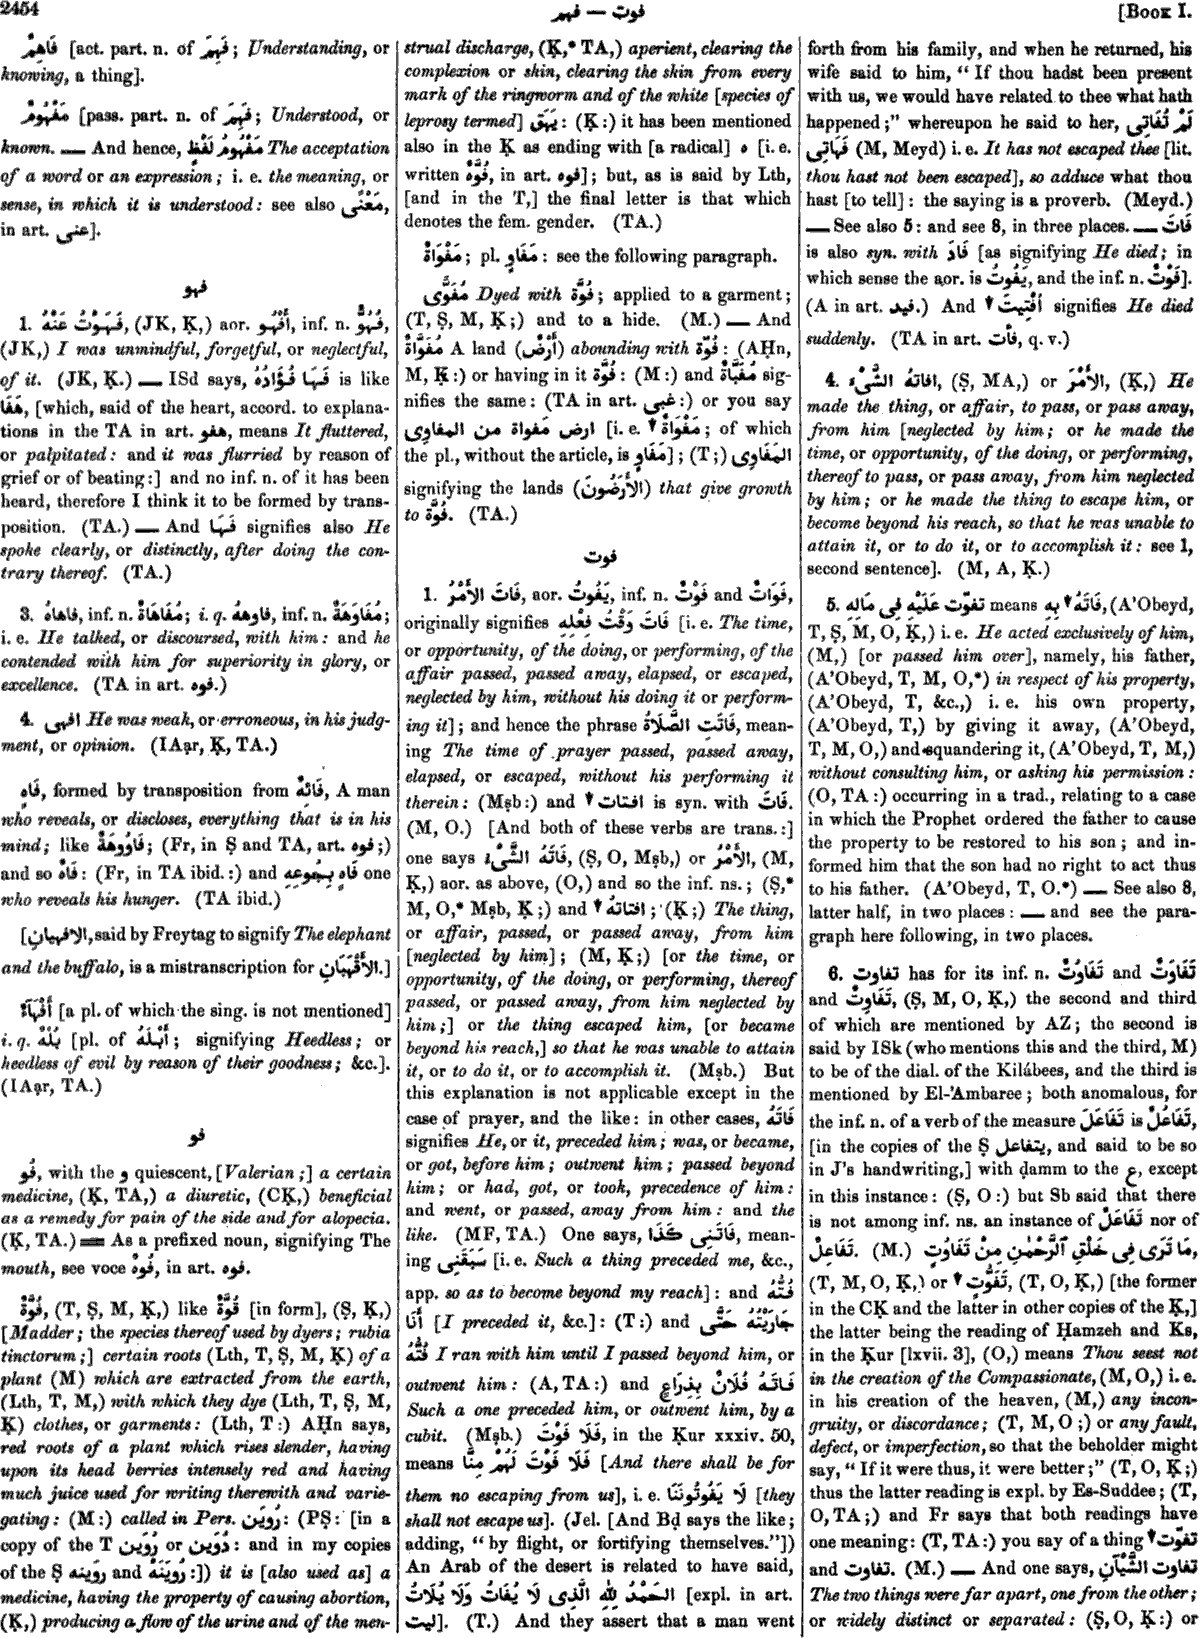 2454
فوت — فهم
[Book I.
فَاهِمٌ [act. part. n. of فَهِمَ; Understanding, or
knowing, a thing].
مَفْهُومٌ [pass. part. n. of فَهِمَ; Understood, or
known. — And hence, مَفْهُومُ لَفْظٍ The acceptation
of a word or an expression; i. e. the meaning, or
sense, in which it is understood: see also مَعْنًى,
in art. عنى].
فهو
1. فَهَوْتُ عَنْهُ, (JK, Ḳ,) aor. أَفْهُو, inf. n. فُهُوٌّ,
(JK,) I was unmindful, forgetful, or neglectful,
of it. (JK, Ḳ.) — ISd says, فَهَا فُؤَادُهُ is like
هَفَا, [which, said of the heart, accord. to explana-
tions in the TA in art. هفو, means It fluttered,
or palpitated: and it was flurried by reason of
grief or of beating:] and no inf. n. of it has been
heard, therefore I think it to be formed by trans-
position. (TA.) — And فَهَا signifies also He
spoke clearly, or distinctly, after doing the con-
trary thereof. (TA.)
3. فاهاهُ, inf. n. مُفَاهَاةٌ; i. q. فاوههُ, inf. n. مُفَاوَهَةٌ;
i. e. He talked, or discoursed, with him: and he
contended with him for superiority in glory, or
excellence. (TA in art. فوه.)
4. افهى He was weak, or erroneous, in his judg-
ment, or opinion. (IAạr, Ḳ, TA.)
فَاهٍ, formed by transposition from فَائِهٌ, A man
who reveals, or discloses, everything that is in his
mind; like فَاوُوهَةٌ; (Fr, in Ṣ and TA, art. فوه;)
and so فَاهٌ: (Fr, in TA ibid.:) and فَاهٍ بِجُوعِهِ one
who reveals his hunger. (TA ibid.)
[الافهيان, said by Freytag to signify The elephant
and the buffalo, is a mistranscription for الأَقْهَبَانِ.]
أَفْهَآءٌ [a pl. of which the sing. is not mentioned]
i. q. بُلْهٌ [pl. of أَبْلَهُ; signifying Heedless; or
heedless of evil by reason of their goodness; &c.].
(IAạr, TA.)
فو
فُو, with the و quiescent, [Valerian;] a certain
medicine, (Ḳ, TA,) a diuretic, (CḲ,) beneficial
as a remedy for pain of the side and for alopecia.
(Ḳ, TA.) = As a prefixed noun, signifying The
mouth, see voce فُوهٌ, in art. فوه.
فُوَّةٌ, (T, Ṣ, M, Ḳ,) like قُوَّةٌ [in form], (Ṣ, Ḳ,)
[Madder; the species thereof used by dyers; rubia
tinctorum;] certain roots (Lth, T, Ṣ, M, Ḳ) of a
plant (M) which are extracted from the earth,
(Lth, T, M,) with which they dye (Lth, T, Ṣ, M,
Ḳ) clothes, or garments: (Lth, T:) AḤn says,
red roots of a plant which rises slender, having
upon its head berries intensely red and having
much juice used for writing therewith and varie-
gating: (M:) called in Pers. رُويَن: (PṢ: [in a
copy of the T دُويَن or رُويَن: and in my copies
of the Ṣ روينه and رُويَنَهْ:]) it is [also used as] a
medicine, having the property of causing abortion,
(Ḳ,) producing a flow of the urine and of the men-
strual discharge, (Ḳ,* TA,) aperient, clearing the
complexion or skin, clearing the skin from every
mark of the ringworm and of the white [species of
leprosy termed] بَهَق: (Ḳ:) it has been mentioned
also in the Ḳ as ending with [a radical] ه [i. e.
written فُوَّهٌ, in art. فوه]; but, as is said by Lth,
[and in the T,] the final letter is that which
denotes the fem. gender. (TA.)
مَفْوَاةٌ; pl. مَفَاوٍ: see the following paragraph.
مُفَوًّى Dyed with فُوَّة; applied to a garment;
(T, Ṣ, M, Ḳ;) and to a hide. (M.) — And
مُفَوَّاةٌ A land (أَرْضٌ) abounding with فُوَّة: (AḤn,
M, Ḳ:) or having in it فُوَّة: (M:) and مُفَيَّاةٌ sig-
nifies the same: (TA in art. غبى:) or you say
ارض مَفواة من المفاوى [i. e. مَفْوَاةٌ; of which
the pl., without the article, is مَفَاوٍ]; (T;) المَفَاوِى
signifying the lands (الأَرَضُونَ) that give growth
to فُوَّة. (TA.)
فوت
1. فَاتَ الأَمْرُ, aor. يَفُوتُ, inf. n. فَوْتٌ and فَوَاتٌ,
originally signifies فَاتَ وَقْتُ فِعْلِهِ [i. e. The time,
or opportunity, of the doing, or performing, of the
affair passed, passed away, elapsed, or escaped,
neglected by him, without his doing it or perform-
ing it]; and hence the phrase فَاتَتِ الصَّلَاةُ, mean-
ing The time of prayer passed, passed away,
elapsed, or escaped, without his performing it
therein: (Mṣb:) and ↓ افتات is syn. with فَاتَ.
(M, O.) [And both of these verbs are trans.:]
one says فَاتَهُ الشَّىْءُ, (Ṣ, O, Mṣb,) or الأَمْرُ, (M,
Ḳ,) aor. as above, (O,) and so the inf. ns.; (Ṣ,*
M, O,* Mṣb, Ḳ;) and ↓ افتاتهُ; (Ḳ;) The thing,
or affair, passed, or passed away, from him
[neglected by him]; (M, Ḳ;) [or the time, or
opportunity, of the doing, or performing, thereof
passed, or passed away, from him neglected by
him;] or the thing escaped him, [or became
beyond his reach,] so that he was unable to attain
it, or to do it, or to accomplish it. (Mṣb.) But
this explanation is not applicable except in the
case of prayer, and the like: in other cases, فَاتَهُ
signifies He, or it, preceded him; was, or became,
or got, before him; outwent him; passed beyond
him; or had, got, or took, precedence of him:
and went, or passed, away from him: and the
like. (MF, TA.) One says, فَاتَنِى كَذَا, mean-
ing سَبَقَنِى [i. e. Such a thing preceded me, &c.,
app. so as to become beyond my reach]: and فُتُّهُ
أَنَا [I preceded it, &c.]: (T:) and جَارَيْتُهُ حَتَّى
فُتُّهُ I ran with him until I passed beyond him, or
outwent him: (A, TA:) and فَاتَهُ فُلَانٌ بِذِرَاعٍ
Such a one preceded him, or outwent him, by a
cubit. (Mṣb.) فَلَا فَوْتَ, in the Ḳur xxxiv. 50,
means فَلَا فَوْتَ لَهُمْ مِنَّا [And there shall be for
them no escaping from us], i. e. لَا يَفُوتُونَنَا [they
shall not escape us]. (Jel. [And Bḍ says the like;
adding, “by flight, or fortifying themselves.”])
An Arab of the desert is related to have said,
الحَمْدُ لِلّٰهِ الَّذِى لَا يُفَاتُ وَلَا يُلَاتُ [expl. in art.
ليت]. (T.) And they assert that a man went
forth from his family, and when he returned, his
wife said to him, “If thou hadst been present
with us, we would have related to thee what hath
happened;” whereupon he said to her, لَمْ تُفَاتِى
فَهَاتِى (M, Meyd) i. e. It has not escaped thee [lit.
thou hast not been escaped], so adduce what thou
hast [to tell]: the saying is a proverb. (Meyd.)
— See also 5: and see 8, in three places. — فَاتَ
is also syn. with فَادَ [as signifying He died; in
which sense the aor. is يَفُوتُ, and the inf. n. فَوْتٌ].
(A in art. فيد.) And ↓ اُفْتِيتَ signifies He died
suddenly. (TA in art. فأت, q. v.)
4. افاتهُ الشَّىْءَ, (Ṣ, MA,) or الأَمْرَ, (Ḳ,) He
made the thing, or affair, to pass, or pass away,
from him [neglected by him; or he made the
time, or opportunity, of the doing, or performing,
thereof to pass, or pass away, from him neglected
by him; or he made the thing to escape him, or
become beyond his reach, so that he was unable to
attain it, or to do it, or to accomplish it: see 1,
second sentence]. (M, A, Ḳ.)
5. تفوّت عَلَيْهِ فِى مَالِهِ means فَاتَهُ بِهِ, (A’Obeyd,
T, Ṣ, M, O, Ḳ,) i. e. He acted exclusively of him,
(M,) [or passed him over], namely, his father,
(A’Obeyd, T, M, O,*) in respect of his property,
(A’Obeyd, T, &c.,) i. e. his own property,
(A’Obeyd, T,) by giving it away, (A’Obeyd,
T, M, O,) and squandering it, (A’Obeyd, T, M,)
without consulting him, or asking his permission:
(O, TA:) occurring in a trad., relating to a case
in which the Prophet ordered the father to cause
the property to be restored to his son; and in-
formed him that the son had no right to act thus
to his father. (A’Obeyd, T, O.*) — See also 8,
latter half, in two places: — and see the para-
graph here following, in two places.
6. تفاوت has for its inf. n. تَفَاوُتٌ and تَفَاوَتٌ
and تَفَاوِتٌ, (Ṣ, M, O, Ḳ,) the second and third
of which are mentioned by AZ; the second is
said by ISk (who mentions this and the third, M)
to be of the dial. of the Kilábees, and the third is
mentioned by El-’Ambaree; both anomalous, for
the inf. n. of a verb of the measure تَفَاعَلَ is تَفَاعُلٌ,
[in the copies of the Ṣ يتفاعل, and said to be so
in J’s handwriting,] with ḍamm to the ع, except
in this instance: (Ṣ, O:) but Sb said that there
is not among inf. ns. an instance of تَفَاعَلٌ nor of
تَفَاعِلٌ. (M.) مَا تَرَى فِى خَلْقِ ٱلرَّحْمٰنِ مِنْ تَفَاوُتٍ,
(T, M, O, Ḳ,) or ↓ تَفَوُّتٍ, (T, O, Ḳ,) [the former
in the CḲ and the latter in other copies of the Ḳ,]
the latter being the reading of Ḥamzeh and Ks,
in the Ḳur [lxvii. 3], (O,) means Thou seest not
in the creation of the Compassionate, (M, O,) i. e.
in his creation of the heaven, (M,) any incon-
gruity, or discordance; (T, M, O;) or any fault,
defect, or imperfection, so that the beholder might
say, “If it were thus, it were better;” (T, O, Ḳ;)
thus the latter reading is expl. by Es-Suddee; (T,
O, TA;) and Fr says that both readings have
one meaning: (T, TA:) you say of a thing ↓ تفوّت
and تفاوت. (M.) — And one says, تفاوت الشَّيْآنِ
The two things were far apart, one from the other;
or widely distinct or separated: (Ṣ, O, Ḳ:) or